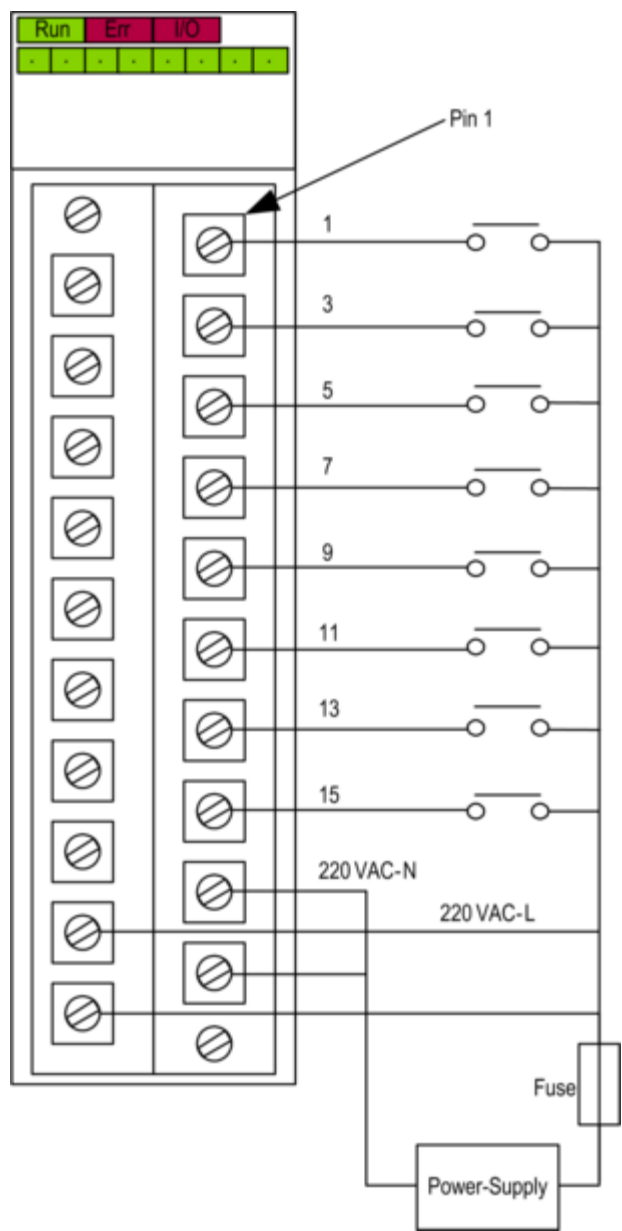 Run Err I/O
Pin 1
1
3
5
7
9
11
13
15
220 VAC-N
220 VAC-L
Fuse
Power-Supply